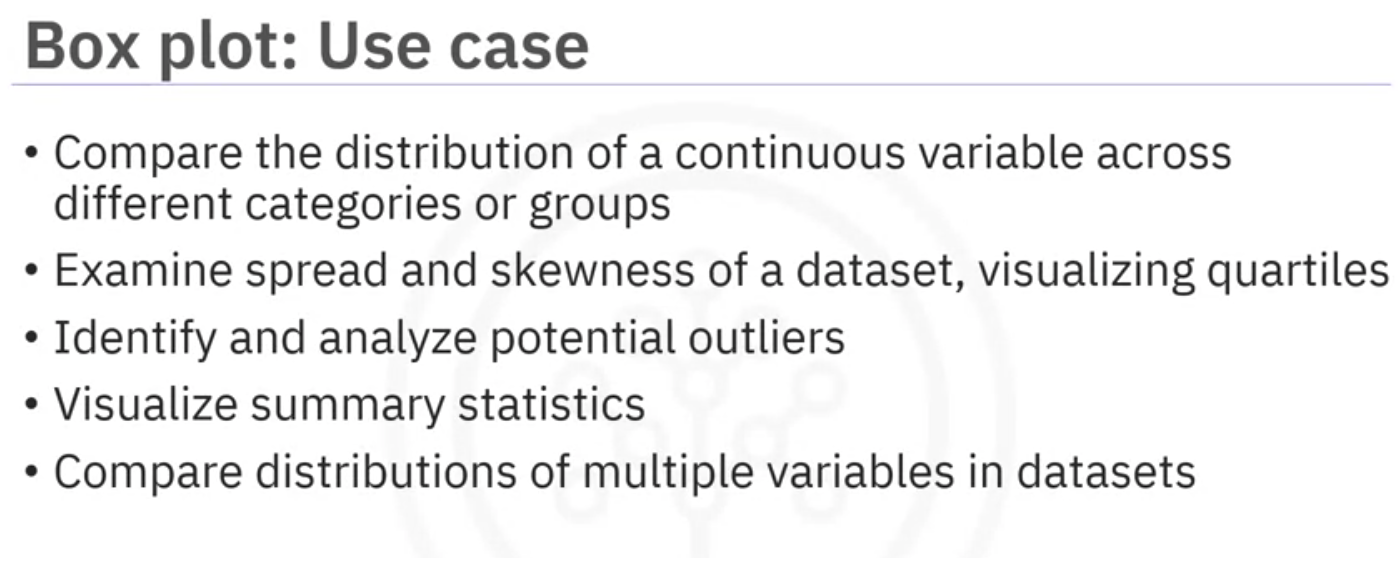 Box plot: Use case
• Compare the distribution of a continuous variable across
different categories or groups
• Examine spread and skewness of a dataset, visualizing quartiles
• Identify and analyze potential outliers
• Visualize summary statistics
• Compare distributions of multiple variables in datasets